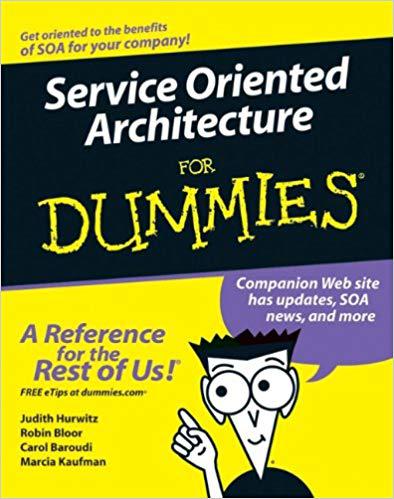 Get oriented to the benefits
of SOA for your company!
Service Oriented
Architecture
FOR
DUMMIES®
Companion Web site
has updates, SOA
news, and more
A Reference
for the
Rest of Us!®
FREE eTips at dummies.com®
Judith Hurwitz
Robin Bloor
Carol Baroudi
Marcia Kaufman